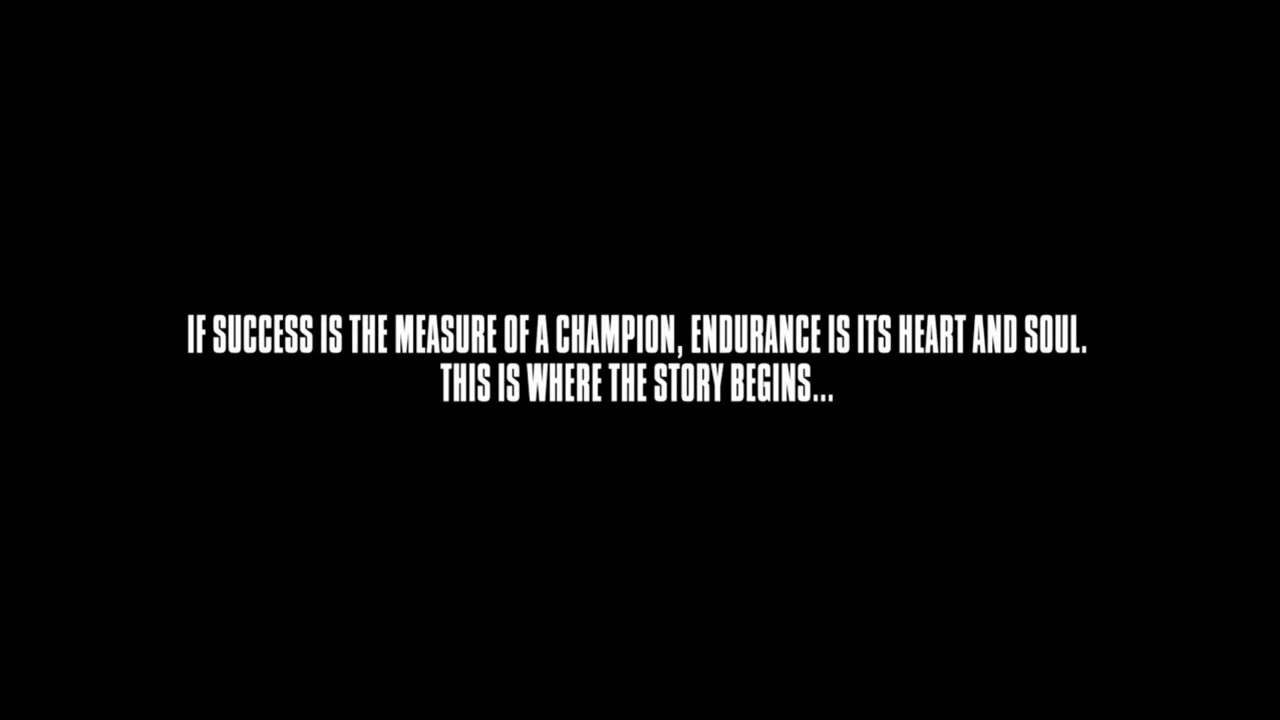 IF SUCCESS IS THE MEASURE OF A CHAMPION, ENDURANCE IS ITS HEART AND SOUL.
THIS IS WHERE THE STORY BEGINS...